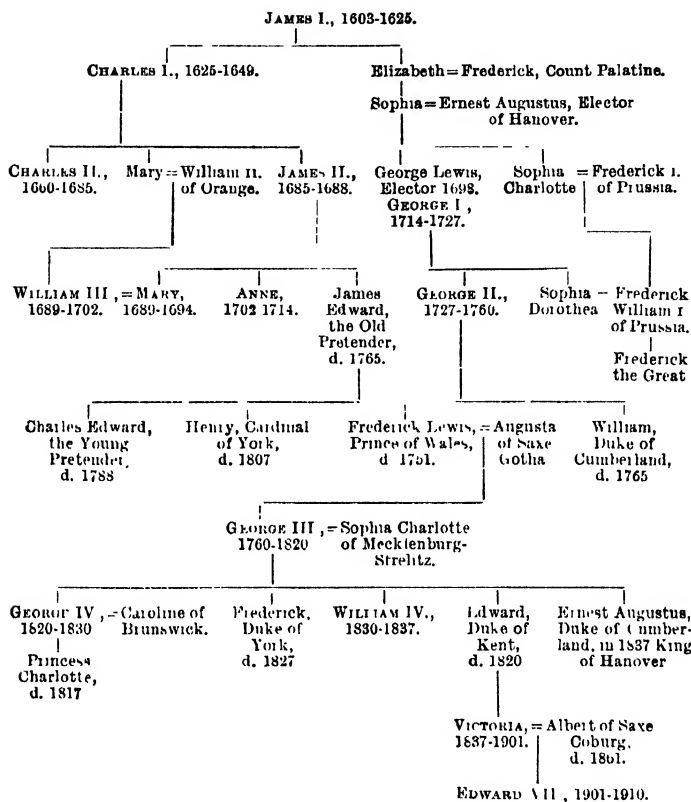 JAMES I., 1603-1625.
CHARLES I., 1625-1649.
Elizabeth=Frederick, Count Palatine.
Sophia=Ernest Augustus, Elector
of Hanover.
CHARLES II., Mary=William II. JAMES II., George Lewis, Sophia = Frederick I.
1660-1685. of Orange. 1685-1688. Elector 1698. Charlotte of Prussia.
GEORGE I,
1714-1727.
WILLIAM III,=MARY, ANNE, James GEORGE II., Sophia – Frederick
1689-1702. 1689-1694. 1702 1714. Edward, 1727-1760. Dorothea William I
the Old of Prussia.
Pretender, Frederick
d. 1765. the Great
Charles Edward, Henry, Cardinal Frederick Lewis,=Augusta William,
the Young of York, Prince of Wales, of Saxe Duke of
Pretender, d. 1807 d 1751. Gotha Cumberland,
d. 1788 d. 1765
GEORGE III,=Sophia Charlotte
1760-1820 of Mecklenburg-
Strelitz.
GEORGE IV,=Caroline of Frederick, WILLIAM IV., Edward, Ernest Augustus,
1820-1830 Brunswick. Duke of 1830-1837. Duke of Duke of Cumber-
Princess York, Kent, land, in 1837 King
Charlotte, d. 1827 d. 1820 of Hanover
d. 1817
VICTORIA,=Albert of Saxe
1837-1901. Coburg,
d. 1861.
EDWARD VII, 1901-1910.